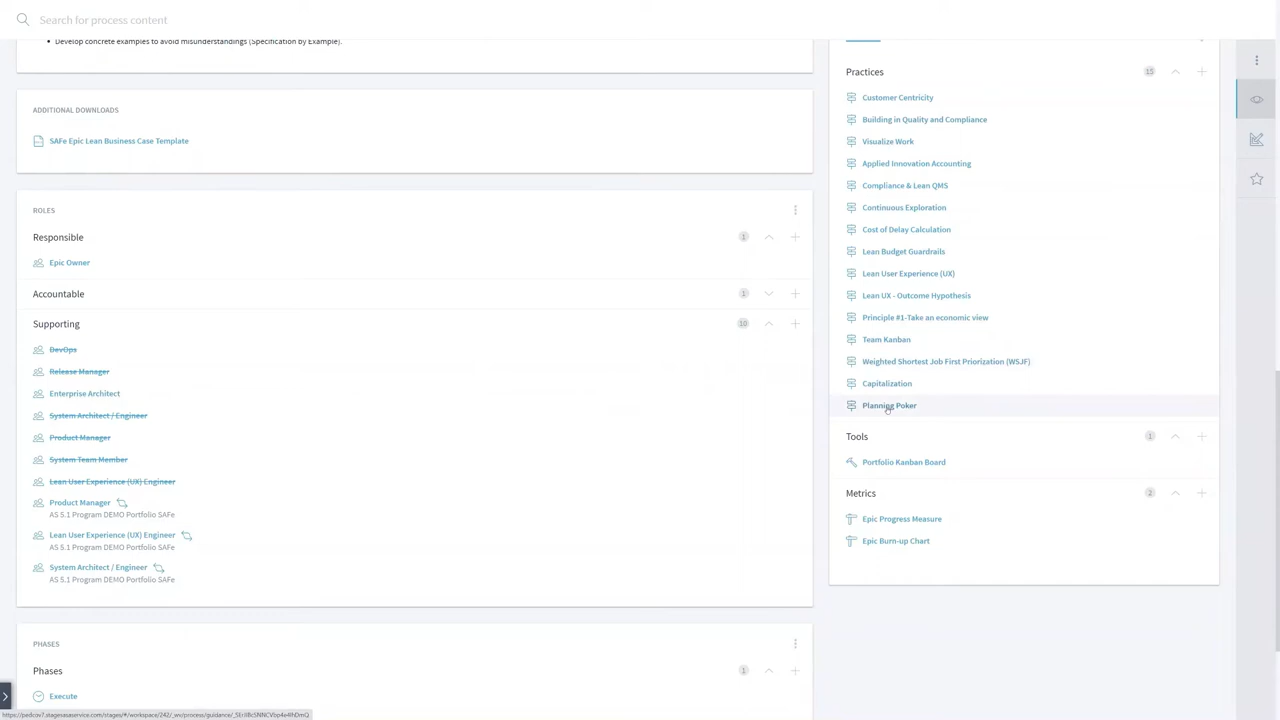 Search for process content
Develop concrete examples to avoid misunderstandings (Specification by Example).
ADDITIONAL DOWNLOADS
SAFe Epic Lean Business Case Template
ROLES
Responsible
1
Epic Owner
Accountable
1
Supporting
10
DevOps
Release Manager
Enterprise Architect
System Architect / Engineer
Product Manager
System Team Member
Lean User Experience (UX) Engineer
Product Manager
AS 5.1 Program DEMO Portfolio SAFe
Lean User Experience (UX) Engineer
AS 5.1 Program DEMO Portfolio SAFe
System Architect / Engineer
AS 5.1 Program DEMO Portfolio SAFe
PHASES
Phases
1
Execute
Practices
15
Customer Centricity
Building in Quality and Compliance
Visualize Work
Applied Innovation Accounting
Compliance & Lean QMS
Continuous Exploration
Cost of Delay Calculation
Lean Budget Guardrails
Lean User Experience (UX)
Lean UX - Outcome Hypothesis
Principle #1-Take an economic view
Team Kanban
Weighted Shortest Job First Priorization (WSJF)
Capitalization
Planning Poker
Tools
1
Portfolio Kanban Board
Metrics
2
Epic Progress Measure
Epic Burn-up Chart